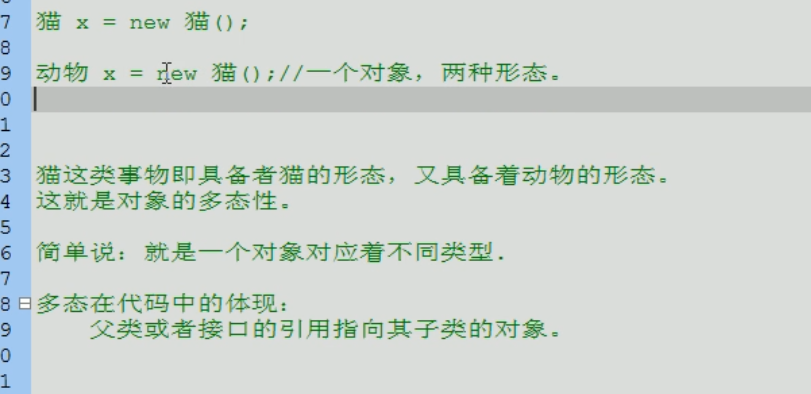 7 猫 x = new 猫();
8
9 动物 x = new 猫();//一个对象，两种形态。
0
1
2
3 猫这类事物即具备者猫的形态，又具备着动物的形态。
4 这就是对象的多态性。
5
6 简单说：就是一个对象对应着不同类型.
7
8 多态在代码中的体现：
9 父类或者接口的引用指向其子类的对象。
0
1